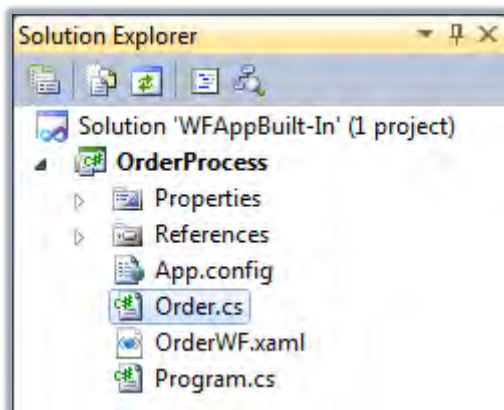 Solution Explorer
Solution 'WFAppBuilt-In' (1 project)
OrderProcess
Properties
References
App.config
Order.cs
OrderWF.xaml
Program.cs